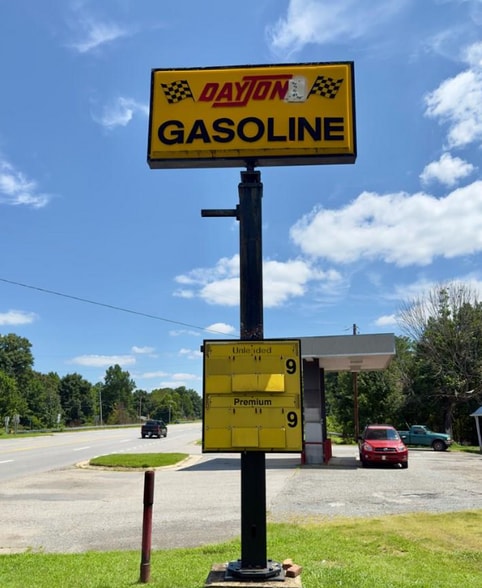 DAYTON
GASOLINE
Unleaded
9
Premium
9